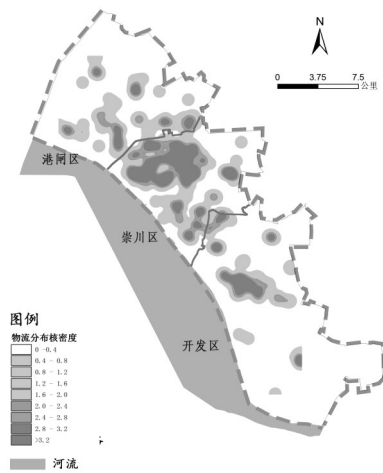 N
0 3.75 7.5
公里
港闸区
崇川区
开发区
图例
物流分布核密度
0 -0.4
0.4 - 0.8
0.8 - 1.2
1.2 - 1.6
1.6 - 2.0
2.0 - 2.4
2.4 - 2.8
2.8 - 3.2
>3.2
河流